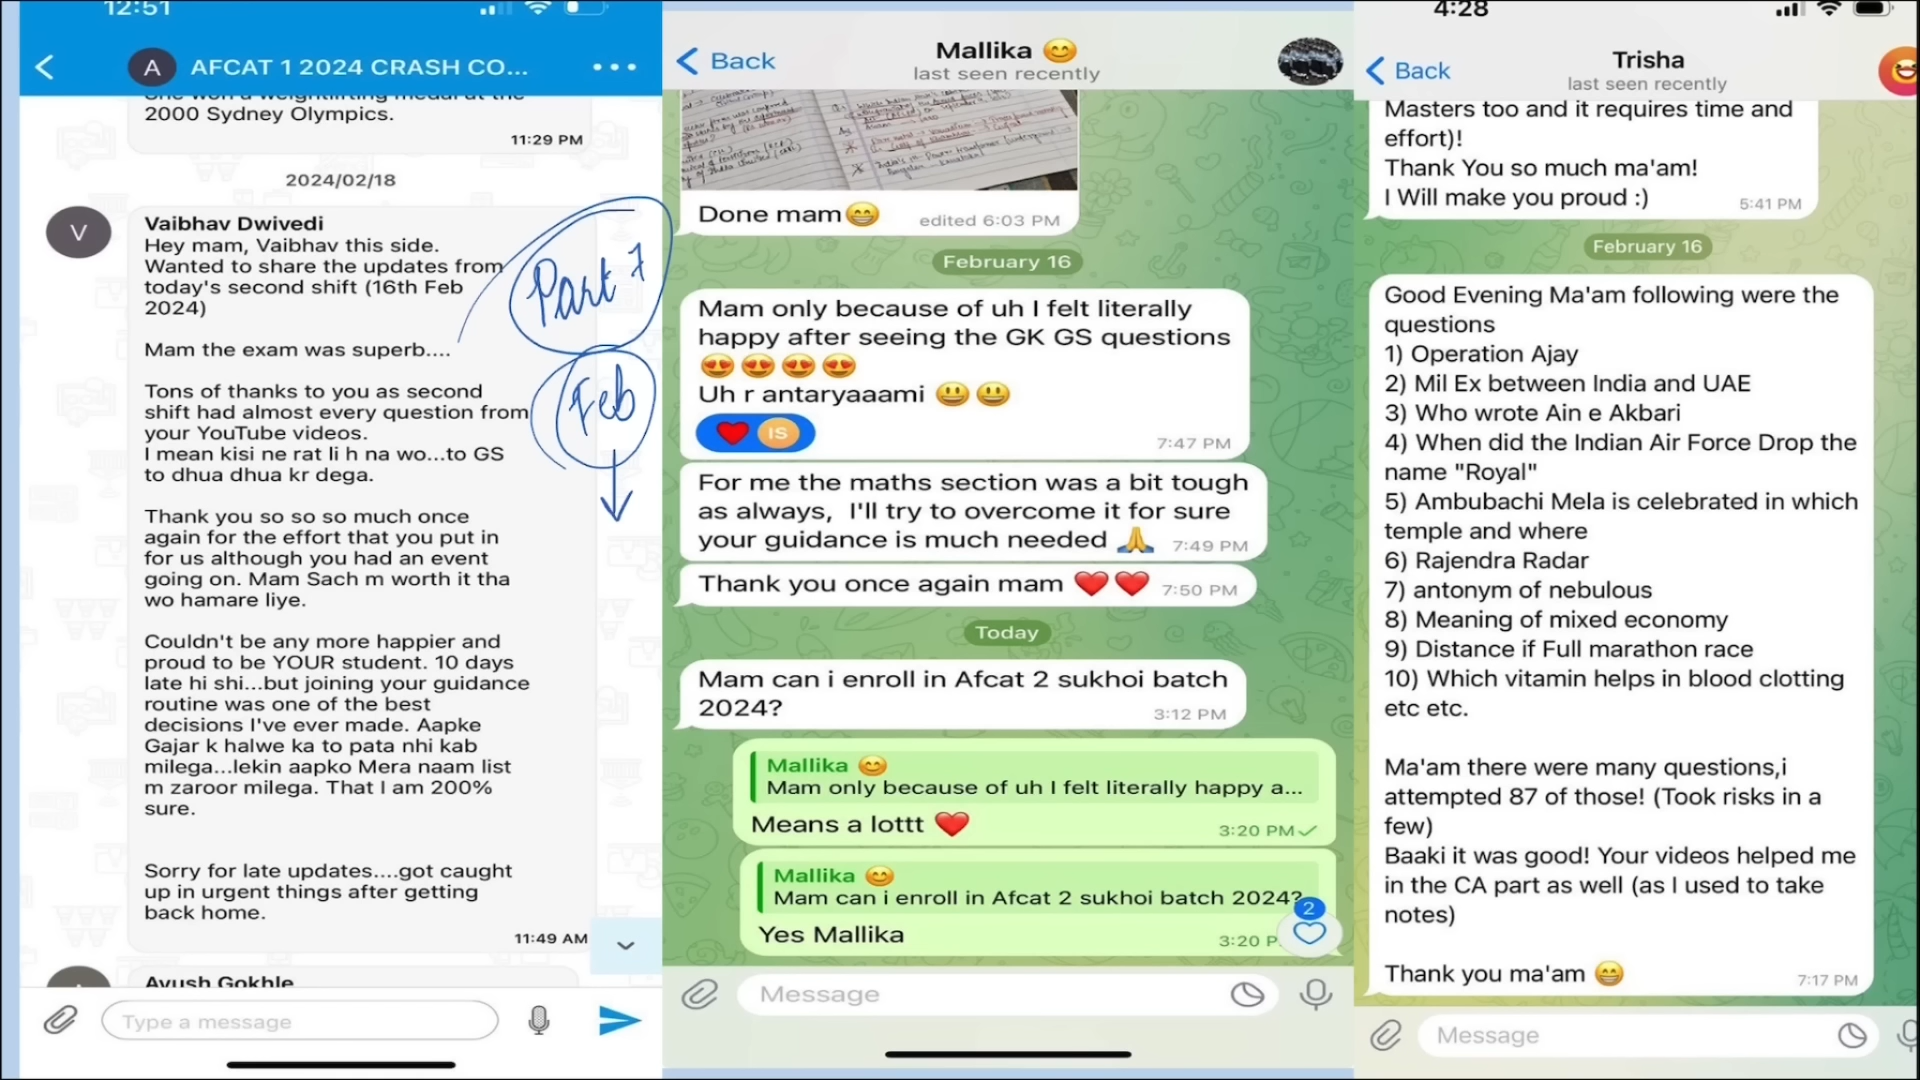 12:51
A
AFCAT 1 2024 CRASH CO...
She won a weightlifting medal at the
2000 Sydney Olympics.
11:29 PM
2024/02/18
V
Vaibhav Dwivedi
Hey mam, Vaibhav this side.
Wanted to share the updates from
today's second shift (16th Feb
2024)
Mam the exam was superb....
Tons of thanks to you as second
shift had almost every question from
your YouTube videos.
I mean kisi ne rat li h na wo...to GS
to dhua dhua kr dega.
Thank you so so so much once
again for the effort that you put in
for us although you had an event
going on. Mam Sach m worth it tha
wo hamare liye.
Couldn't be any more happier and
proud to be YOUR student. 10 days
late hi shi...but joining your guidance
routine was one of the best
decisions I've ever made. Aapke
Gajar k halwe ka to pata nhi kab
milega...lekin aapko Mera naam list
m zaroor milega. That I am 200%
sure.
Sorry for late updates....got caught
up in urgent things after getting
back home.
11:49 AM
Ayush Gokhle
Type a message
Part 7
Feb
Back
Mallika
last seen recently
Done mam
edited 6:03 PM
February 16
Mam only because of uh I felt literally
happy after seeing the GK GS questions
Uh r antaryaaami
IS
7:47 PM
For me the maths section was a bit tough
as always, I'll try to overcome it for sure
your guidance is much needed
7:49 PM
Thank you once again mam
7:50 PM
Today
Mam can i enroll in Afcat 2 sukhoi batch
2024?
3:12 PM
Mallika
Mam only because of uh I felt literally happy a...
Means a lottt
3:20 PM
Mallika
Mam can i enroll in Afcat 2 sukhoi batch 2024?
Yes Mallika
3:20 P
2
Message
4:28
Back
Trisha
last seen recently
Masters too and it requires time and
effort)!
Thank You so much ma'am!
I Will make you proud :)
5:41 PM
February 16
Good Evening Ma'am following were the
questions
1) Operation Ajay
2) Mil Ex between India and UAE
3) Who wrote Ain e Akbari
4) When did the Indian Air Force Drop the
name "Royal"
5) Ambubachi Mela is celebrated in which
temple and where
6) Rajendra Radar
7) antonym of nebulous
8) Meaning of mixed economy
9) Distance if Full marathon race
10) Which vitamin helps in blood clotting
etc etc.
Ma'am there were many questions,i
attempted 87 of those! (Took risks in a
few)
Baaki it was good! Your videos helped me
in the CA part as well (as I used to take
notes)
Thank you ma'am
7:17 PM
Message